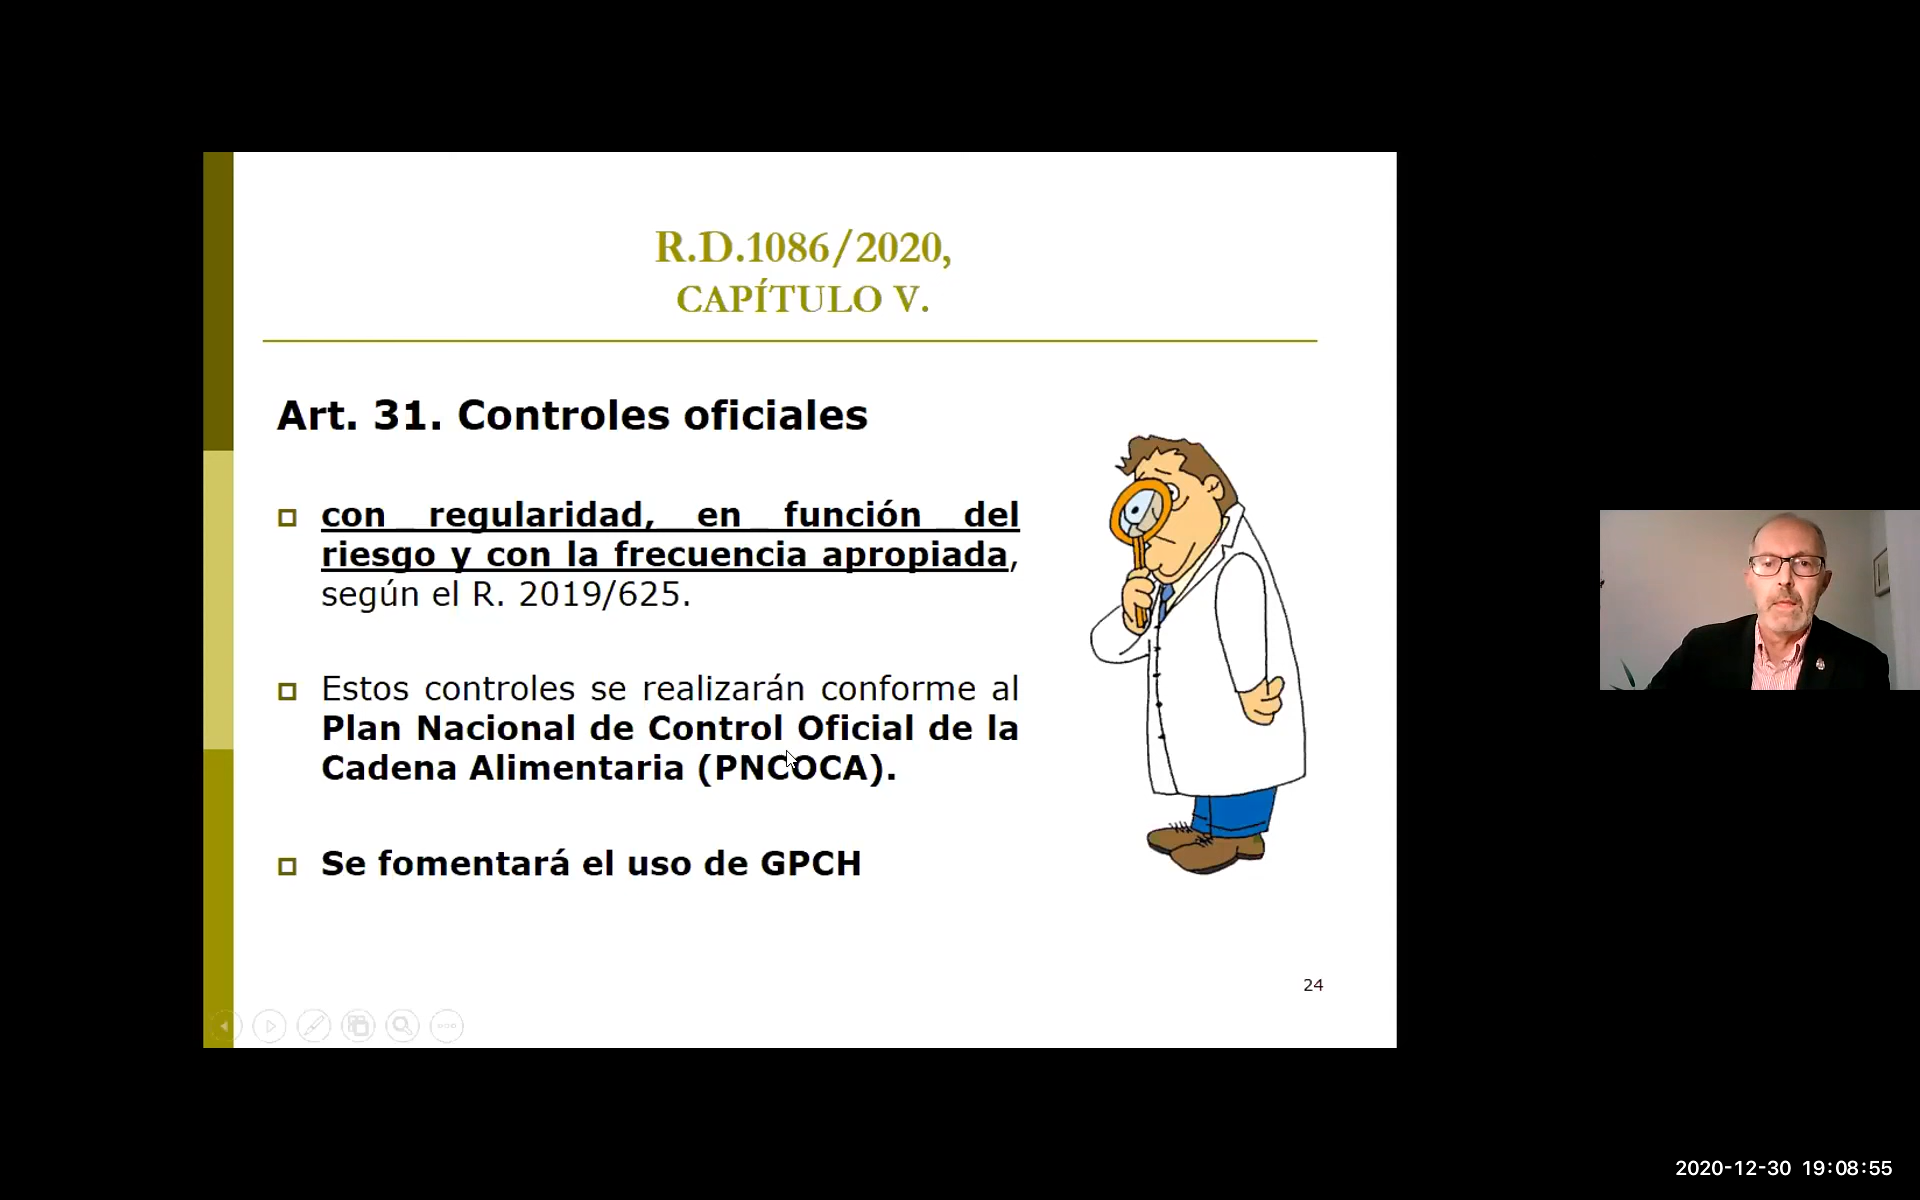 R.D.1086/2020,
CAPÍTULO V.
Art. 31. Controles oficiales
con regularidad, en función del
riesgo y con la frecuencia apropiada,
según el R. 2019/625.
Estos controles se realizarán conforme al
Plan Nacional de Control Oficial de la
Cadena Alimentaria (PNCOCA).
Se fomentará el uso de GPCH
24
2020-12-30 19:08:55